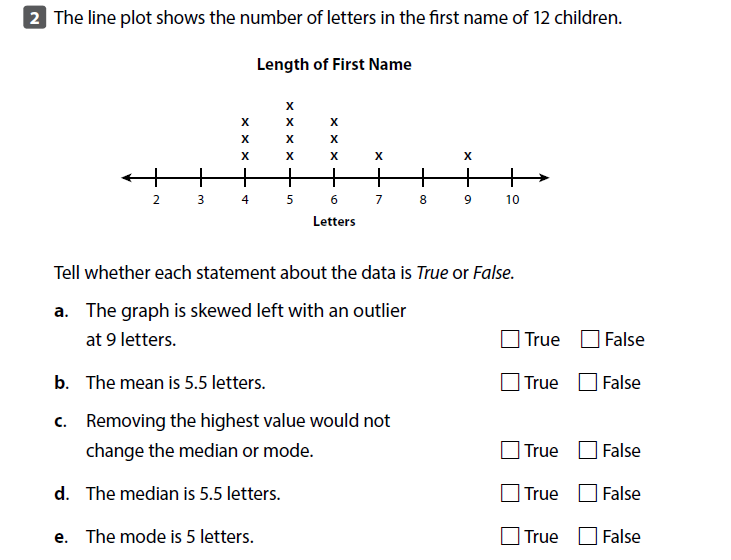 2 The line plot shows the number of letters in the first name of 12 children.
Length of First Name
x
x x x
x x x
x x x x x
2 3 4 5 6 7 8 9 10
Letters
Tell whether each statement about the data is True or False.
a. The graph is skewed left with an outlier
at 9 letters. True False
b. The mean is 5.5 letters. True False
c. Removing the highest value would not
change the median or mode. True False
d. The median is 5.5 letters. True False
e. The mode is 5 letters. True False